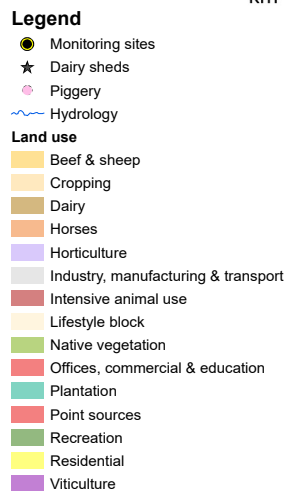 km
Legend
Monitoring sites
Dairy sheds
Piggery
Hydrology
Land use
Beef & sheep
Cropping
Dairy
Horses
Horticulture
Industry, manufacturing & transport
Intensive animal use
Lifestyle block
Native vegetation
Offices, commercial & education
Plantation
Point sources
Recreation
Residential
Viticulture